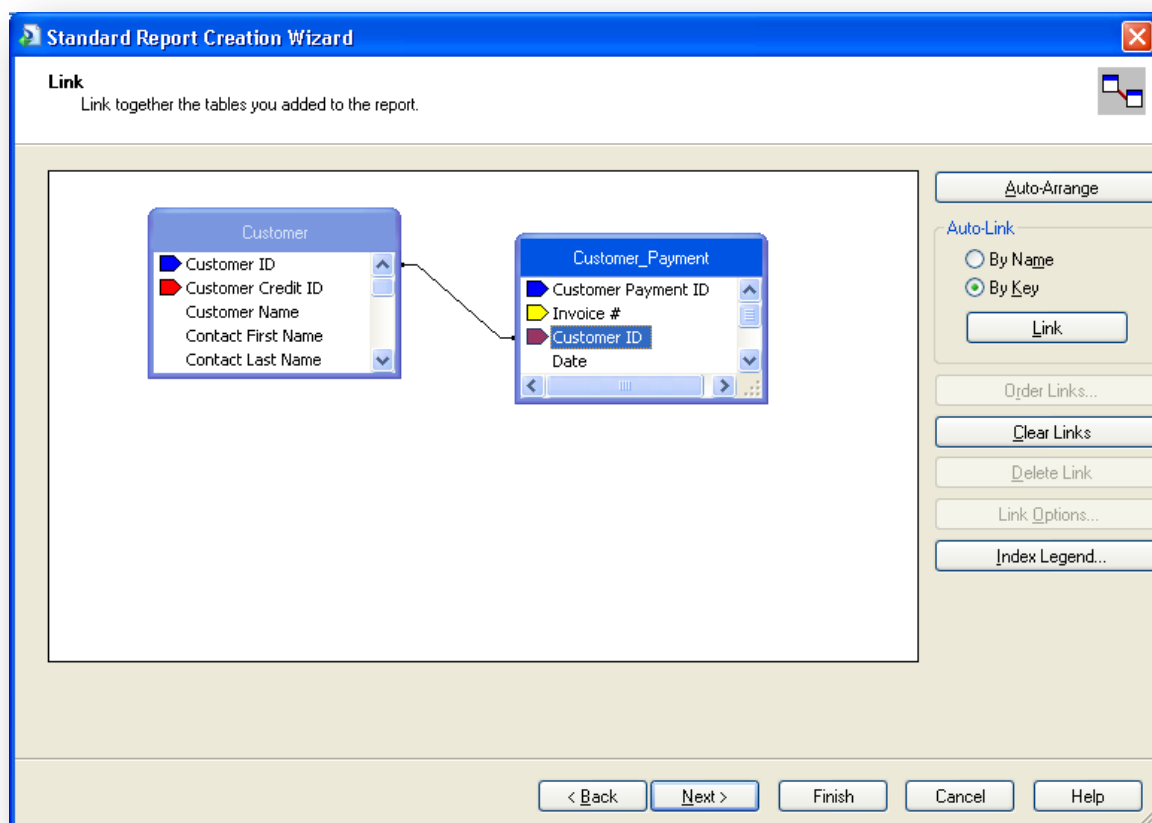 Standard Report Creation Wizard
Link
Link together the tables you added to the report.
Customer
Customer ID
Customer Credit ID
Customer Name
Contact First Name
Contact Last Name
Customer_Payment
Customer Payment ID
Invoice #
Customer ID
Date
Auto-Arrange
Auto-Link
By Name
By Key
Link
Order Links...
Clear Links
Delete Link
Link Options...
Index Legend...
< Back
Next >
Finish
Cancel
Help